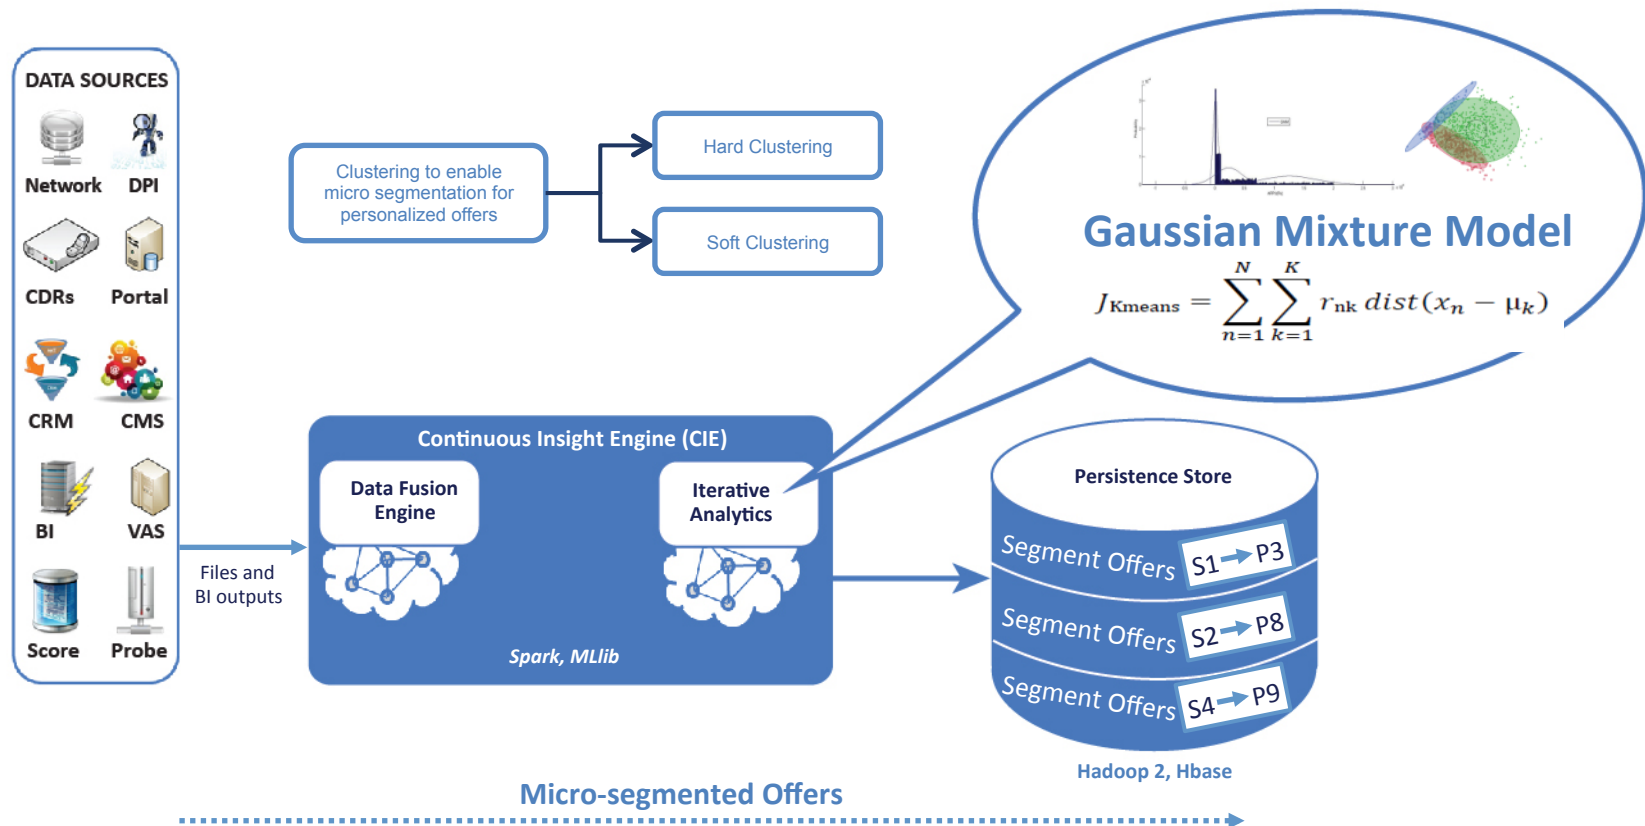 DATA SOURCES
Network DPI
CDRs Portal
CRM CMS
BI VAS
Score Probe
Files and
BI outputs
Clustering to enable
micro segmentation for
personalized offers
Hard Clustering
Soft Clustering
Gaussian Mixture Model
J_Kmeans = ∑_{n=1}^{N} ∑_{k=1}^{K} r_nk dist(x_n − μ_k)
Continuous Insight Engine (CIE)
Data Fusion
Engine
Iterative
Analytics
Spark, MLlib
Persistence Store
Segment Offers S1 → P3
Segment Offers S2 → P8
Segment Offers S4 → P9
Hadoop 2, Hbase
Micro-segmented Offers